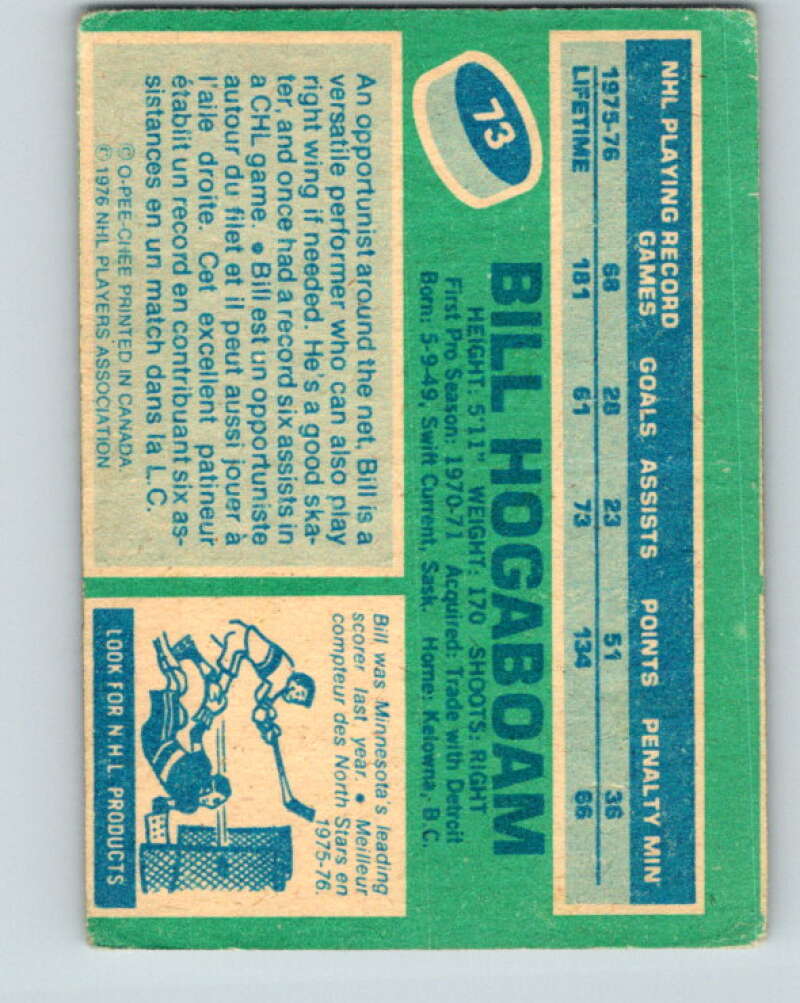 NHL PLAYING RECORD
GAMES GOALS ASSISTS POINTS PENALTY MIN
1975-76 68 28 23 51 36
LIFETIME 181 61 73 134 66
73
BILL HOGABOAM
HEIGHT: 5'11" WEIGHT: 170 SHOOTS: RIGHT
First Pro Season: 1970-71 Acquired: Trade with Detroit
Born: 5-9-49, Swift Current, Sask. Home: Kelowna, B.C.
An opportunist around the net, Bill is a
versatile performer who can also play
right wing if needed. He's a good ska-
ter, and once had a record six assists in
a CHL game. • Bill est un opportuniste
autour du filet et il peut aussi jouer à
l'aile droite. Cet excellent patineur
établit un record en contribuant six as-
sistances en un match dans la L.C.
© O-PEE-CHEE PRINTED IN CANADA.
© 1976 NHL PLAYERS ASSOCIATION
Bill was Minnesota's leading
scorer last year. • Meilleur
compteur des North Stars en
1975-76.
LOOK FOR N.H.L. PRODUCTS